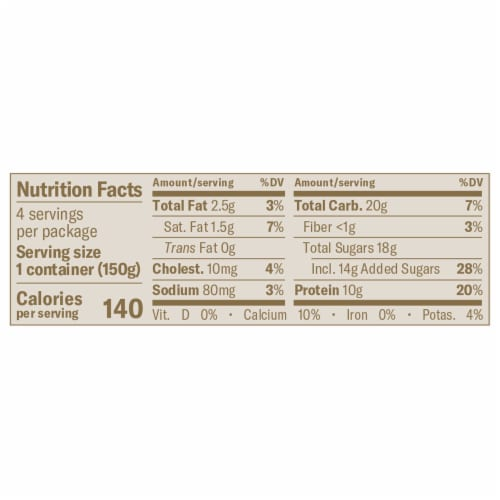 Nutrition Facts
4 servings
per package
Serving size
1 container (150g)
Calories
per serving 140
Amount/serving %DV
Total Fat 2.5g 3%
Sat. Fat 1.5g 7%
Trans Fat 0g
Cholest. 10mg 4%
Sodium 80mg 3%
Amount/serving %DV
Total Carb. 20g 7%
Fiber <1g 3%
Total Sugars 18g
Incl. 14g Added Sugars 28%
Protein 10g 20%
Vit. D 0% · Calcium 10% · Iron 0% · Potas. 4%